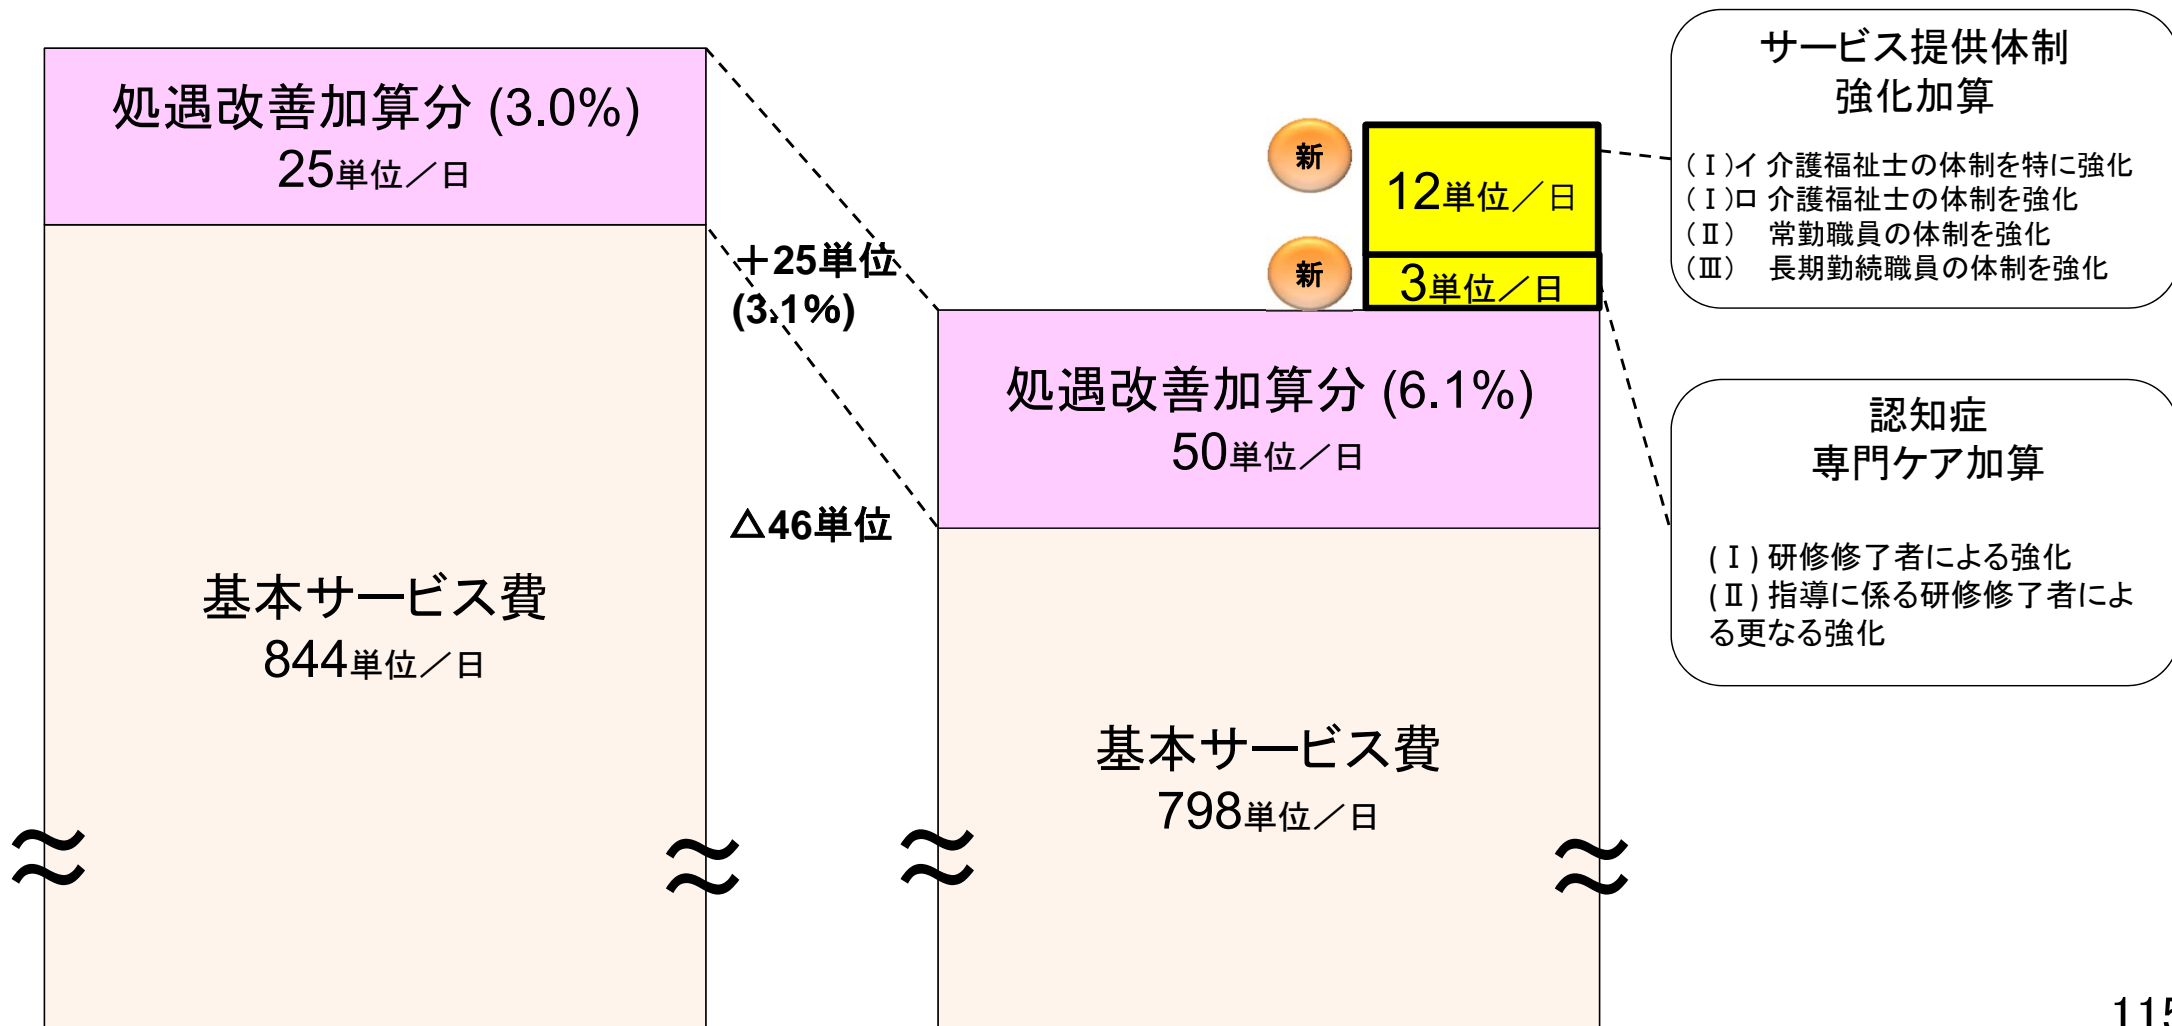 処遇改善加算分 (3.0%)
25単位／日
基本サービス費
844単位／日
＋25単位
(3.1%)
△46単位
新
12単位／日
新
3単位／日
処遇改善加算分 (6.1%)
50単位／日
基本サービス費
798単位／日
サービス提供体制
強化加算
(Ⅰ)イ 介護福祉士の体制を特に強化
(Ⅰ)ロ 介護福祉士の体制を強化
(Ⅱ) 常勤職員の体制を強化
(Ⅲ) 長期勤続職員の体制を強化
認知症
専門ケア加算
(Ⅰ) 研修修了者による強化
(Ⅱ) 指導に係る研修修了者によ
る更なる強化
115